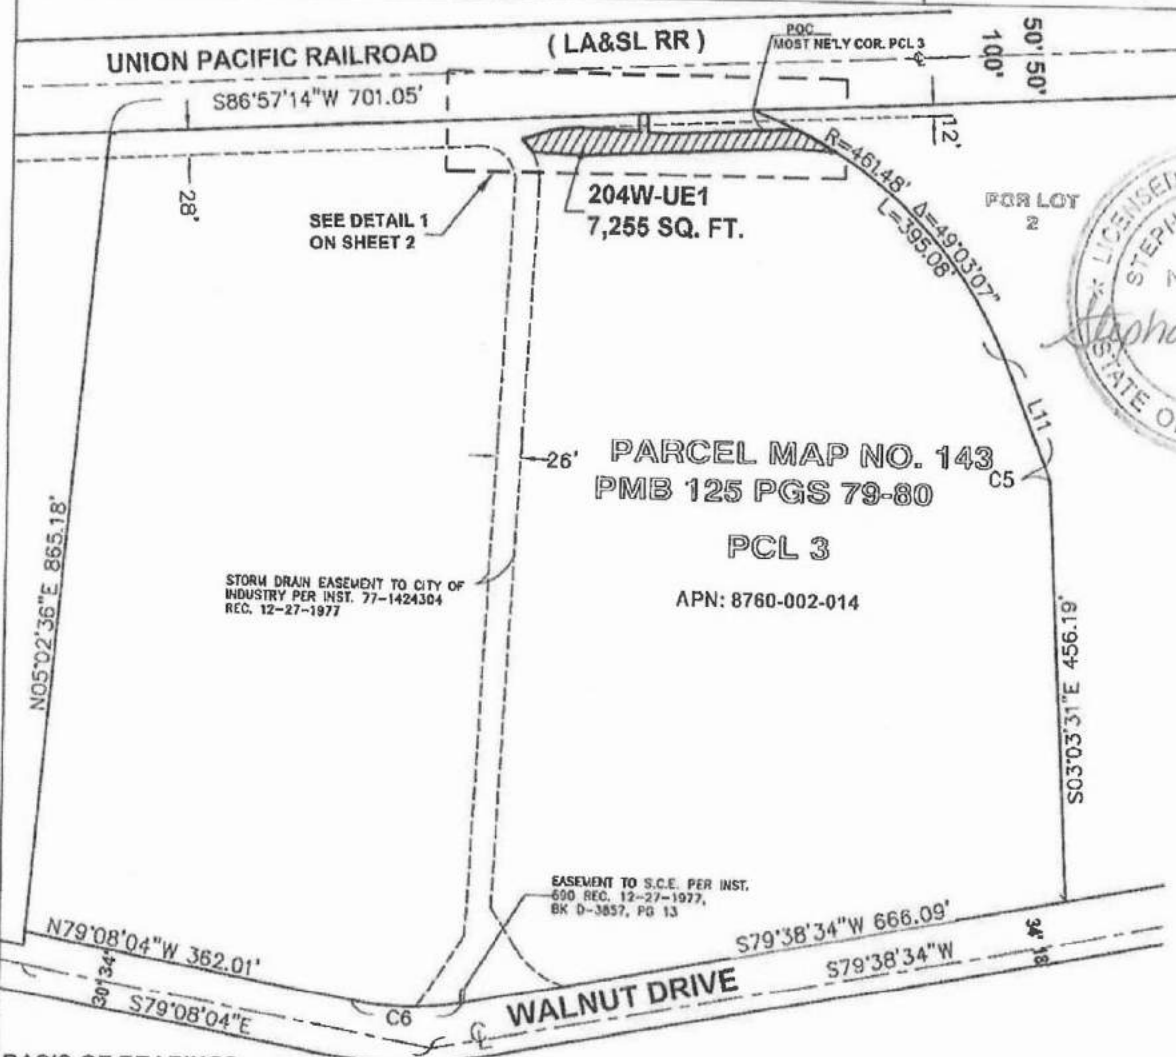 UNION PACIFIC RAILROAD
( LA&SL RR )
POC
MOST NE'LY COR. PCL 3
50' 50'
100'
S86°57'14"W 701.05'
12'
R=461.48' Δ=49°03'07"
L=395.08'
28'
204W-UE1
7,255 SQ. FT.
SEE DETAIL 1
ON SHEET 2
POR LOT
2
LICENSED
STEPH
STATE O
L11
26'
PARCEL MAP NO. 143
PMB 125 PGS 79-80
C5
PCL 3
APN: 8760-002-014
N05°02'36"E 865.18'
STORM DRAIN EASEMENT TO CITY OF
INDUSTRY PER INST. 77-1424304
REC. 12-27-1977
S03°03'31"E 456.19'
EASEMENT TO S.C.E. PER INST.
690 REC. 12-27-1977,
BK D-3857, PG 13
N79°08'04"W 362.01'
S79°38'34"W 666.09'
30' 34'
34' 18'
S79°38'34"W
S79°08'04"E
C6
WALNUT DRIVE